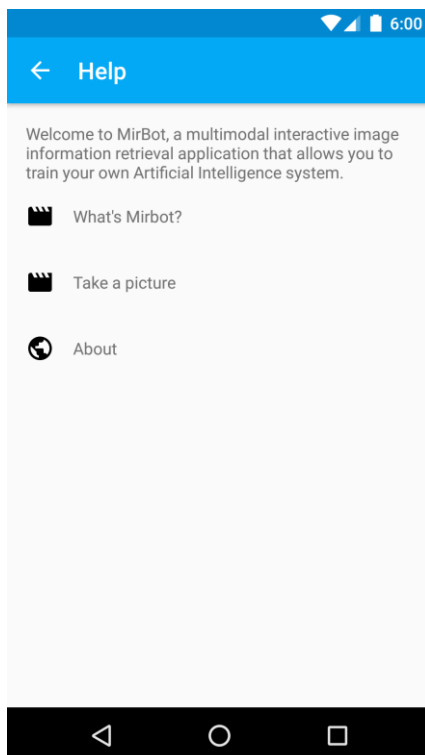 6:00
Help
Welcome to MirBot, a multimodal interactive image
information retrieval application that allows you to
train your own Artificial Intelligence system.
What's Mirbot?
Take a picture
About